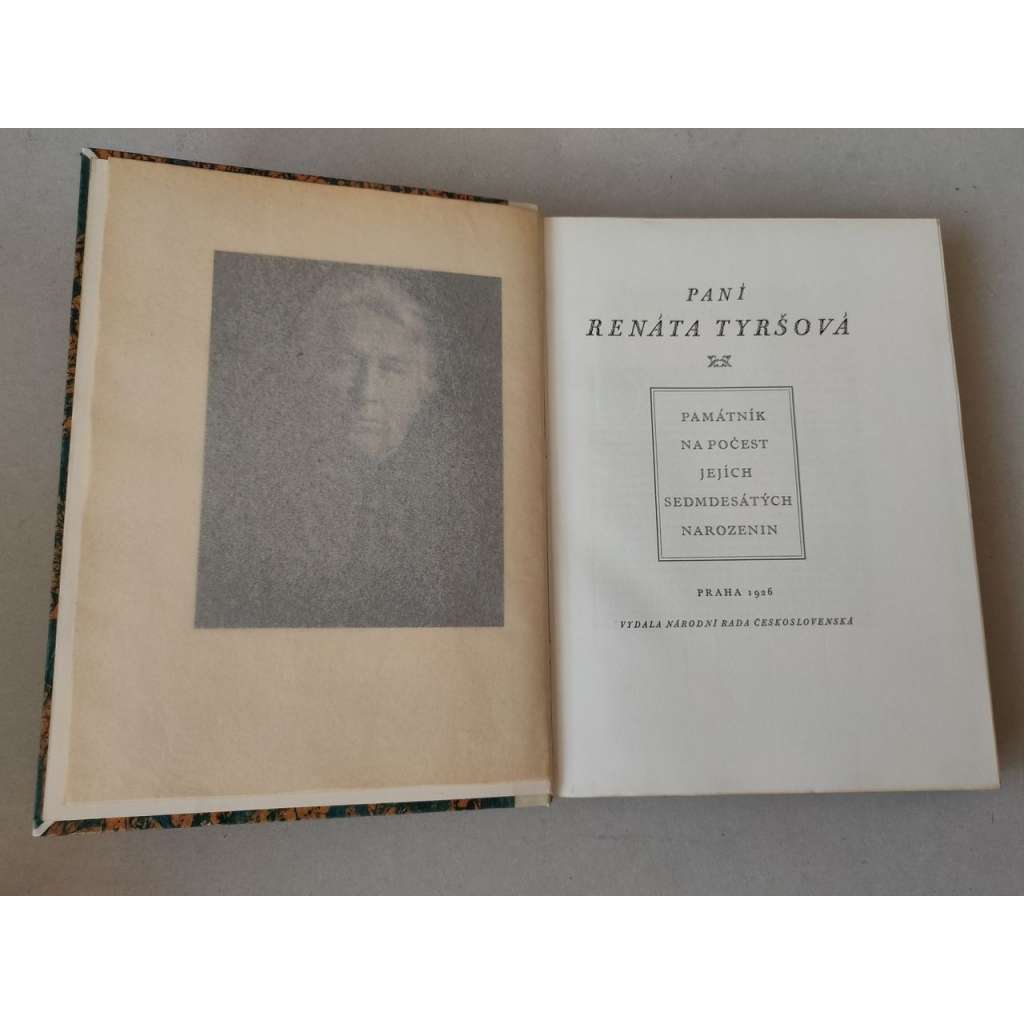 PANÍ
RENÁTA TYRŠOVÁ
PAMÁTNÍK
NA POČEST
JEJÍCH
SEDMDESÁTÝCH
NAROZENIN
PRAHA 1926
VYDALA NÁRODNÍ RADA ČESKOSLOVENSKÁ